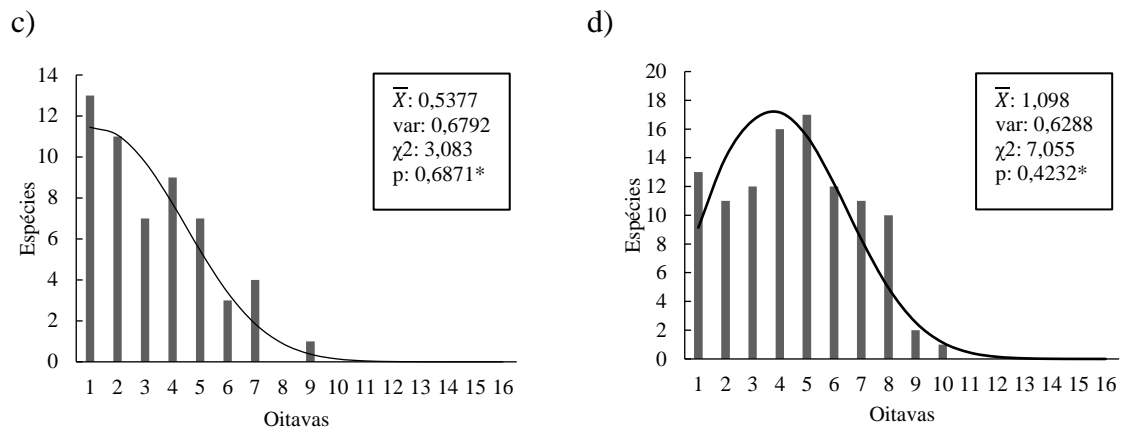 c)
14
12
10
8
6
4
2
0
Espécies
1 2 3 4 5 6 7 8 9 10 11 12 13 14 15 16
Oitavas
X̅: 0,5377
var: 0,6792
χ2: 3,083
p: 0,6871*
d)
20
18
16
14
12
10
8
6
4
2
0
Espécies
1 2 3 4 5 6 7 8 9 10 11 12 13 14 15 16
Oitavas
X̅: 1,098
var: 0,6288
χ2: 7,055
p: 0,4232*